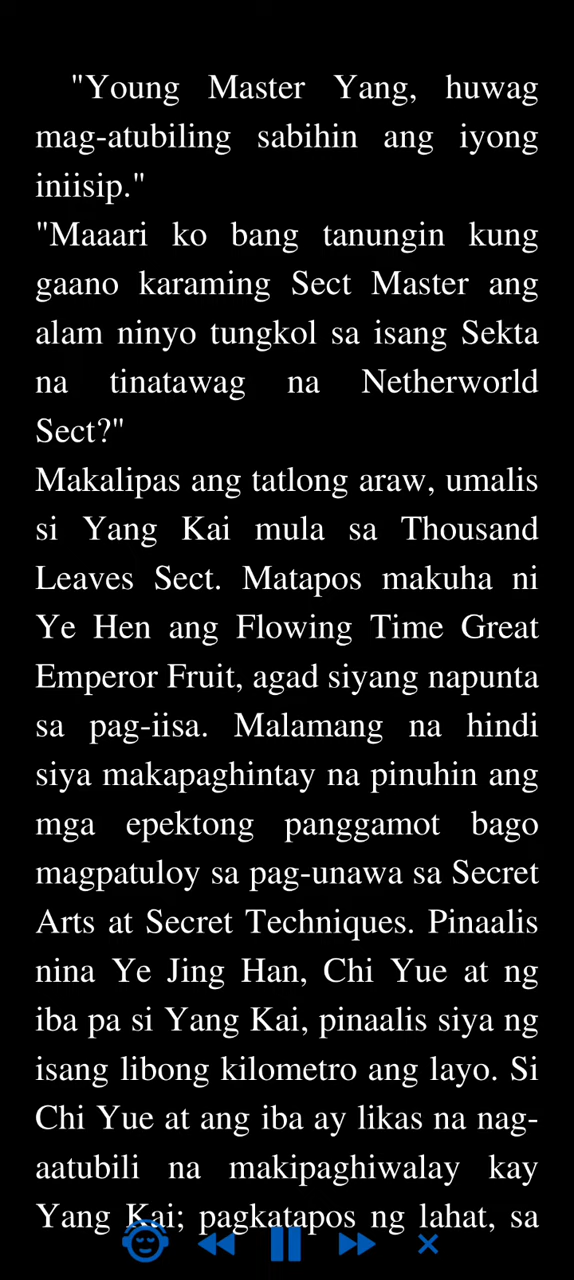 "Young Master Yang, huwag
mag-atubiling sabihin ang iyong
iniisip."
"Maaari ko bang tanungin kung
gaano karaming Sect Master ang
alam ninyo tungkol sa isang Sekta
na tinatawag na Netherworld
Sect?"
Makalipas ang tatlong araw, umalis
si Yang Kai mula sa Thousand
Leaves Sect. Matapos makuha ni
Ye Hen ang Flowing Time Great
Emperor Fruit, agad siyang napunta
sa pag-iisa. Malamang na hindi
siya makapaghintay na pinuhin ang
mga epektong panggamot bago
magpatuloy sa pag-unawa sa Secret
Arts at Secret Techniques. Pinaalis
nina Ye Jing Han, Chi Yue at ng
iba pa si Yang Kai, pinaalis siya ng
isang libong kilometro ang layo. Si
Chi Yue at ang iba ay likas na nag-
aatubili na makipaghiwalay kay
Yang Kai; pagkatapos ng lahat, sa